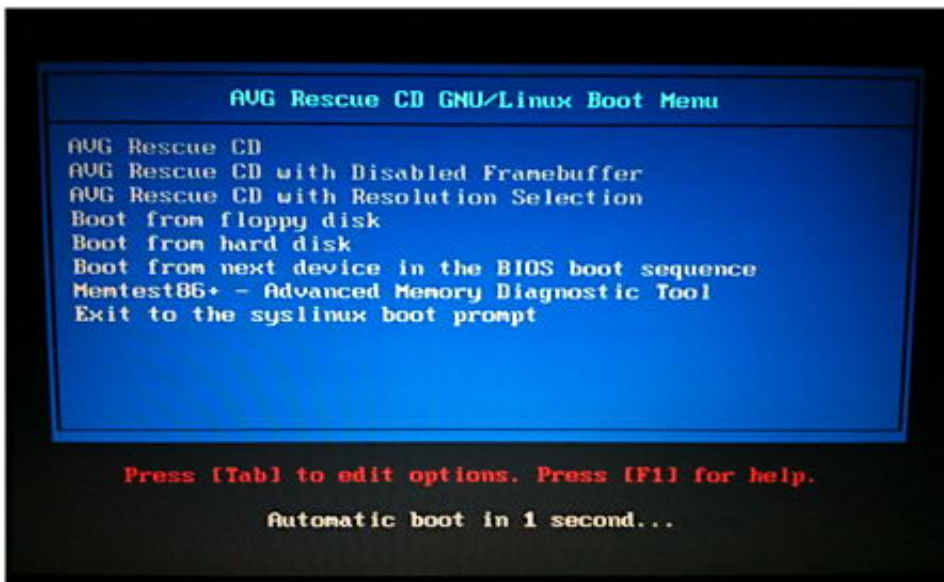 AVG Rescue CD GNU/Linux Boot Menu
AVG Rescue CD
AVG Rescue CD with Disabled Framebuffer
AVG Rescue CD with Resolution Selection
Boot from floppy disk
Boot from hard disk
Boot from next device in the BIOS boot sequence
Memtest86+ - Advanced Memory Diagnostic Tool
Exit to the syslinux boot prompt
Press [Tab] to edit options. Press [F1] for help.
Automatic boot in 1 second...